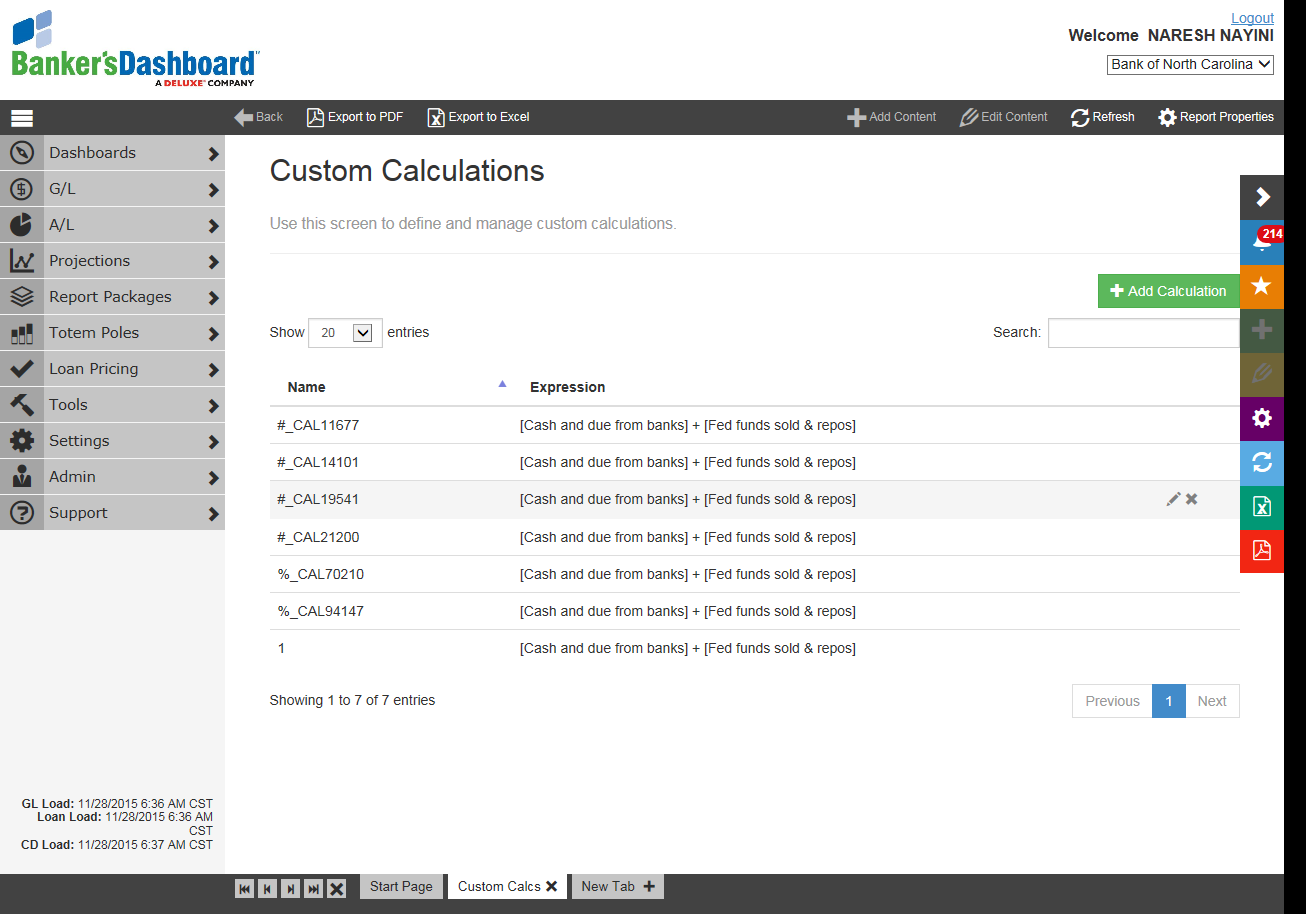 Logout
Banker'sDashboard
A DELUXE COMPANY
Welcome NARESH NAYINI
Bank of North Carolina
Back Export to PDF Export to Excel Add Content Edit Content Refresh Report Properties
Dashboards
G/L
A/L
Projections
Report Packages
Totem Poles
Loan Pricing
Tools
Settings
Admin
Support
GL Load: 11/28/2015 6:36 AM CST
Loan Load: 11/28/2015 6:36 AM
CST
CD Load: 11/28/2015 6:37 AM CST
Custom Calculations
Use this screen to define and manage custom calculations.
Add Calculation
Show 20 entries Search:
Name Expression
#_CAL11677 [Cash and due from banks] + [Fed funds sold & repos]
#_CAL14101 [Cash and due from banks] + [Fed funds sold & repos]
#_CAL19541 [Cash and due from banks] + [Fed funds sold & repos]
#_CAL21200 [Cash and due from banks] + [Fed funds sold & repos]
%_CAL70210 [Cash and due from banks] + [Fed funds sold & repos]
%_CAL94147 [Cash and due from banks] + [Fed funds sold & repos]
1 [Cash and due from banks] + [Fed funds sold & repos]
Showing 1 to 7 of 7 entries Previous 1 Next
214
Start Page Custom Calcs New Tab